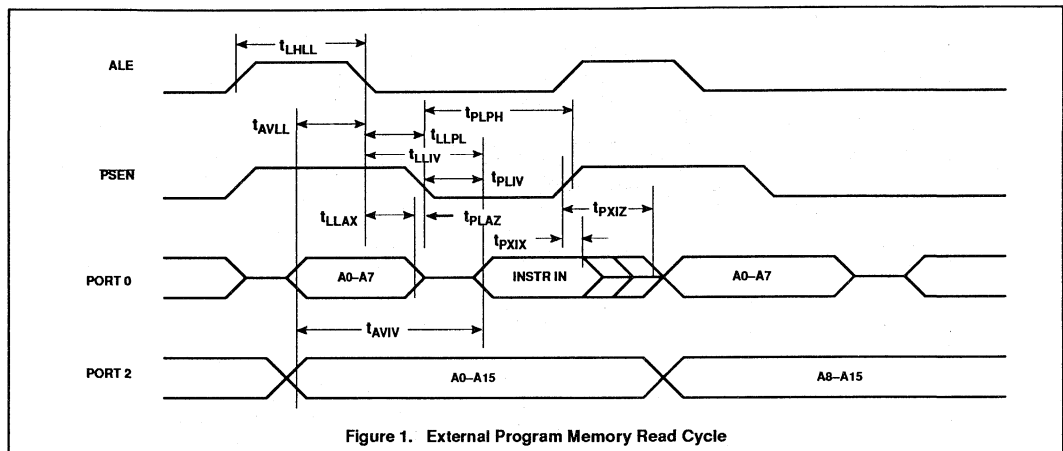 ALE
tLHLL
tAVLL
tLLPL
tPLPH
tLLIV
PSEN
tPLIV
tLLAX
tPLAZ
tPXIZ
tPXIX
PORT 0
A0–A7
INSTR IN
A0–A7
tAVIV
PORT 2
A0–A15
A8–A15
Figure 1. External Program Memory Read Cycle